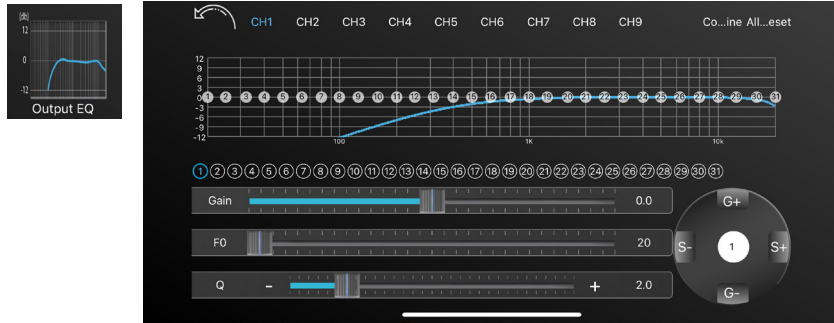 12
0
-12
Output EQ
CH1 CH2 CH3 CH4 CH5 CH6 CH7 CH8 CH9 Co...ine All...eset
12
9
6
3
0
-3
-6
-9
-12
1 2 3 4 5 6 7 8 9 10 11 12 13 14 15 16 17 18 19 20 21 22 23 24 25 26 27 28 29 30 31
100 1K 10k
1 2 3 4 5 6 7 8 9 10 11 12 13 14 15 16 17 18 19 20 21 22 23 24 25 26 27 28 29 30 31
Gain 0.0
F0 20
Q - + 2.0
G+
S- 1 S+
G-